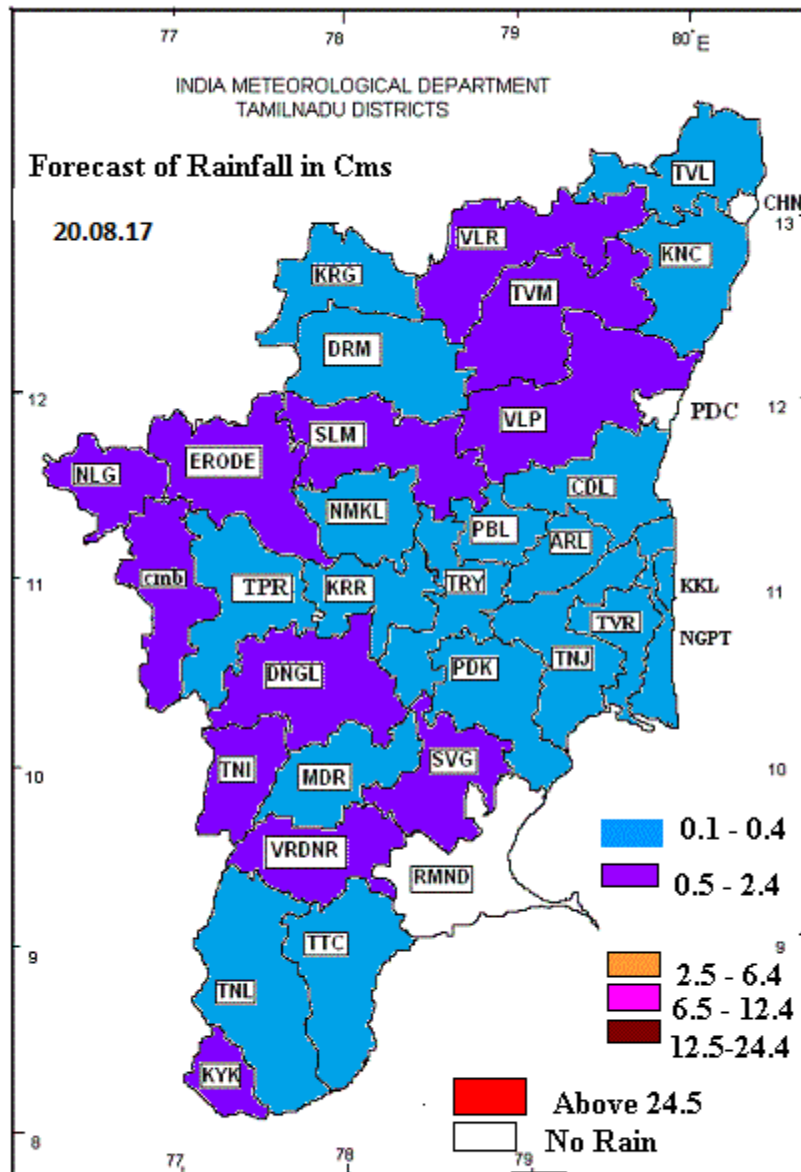 77 78 79 80° E
INDIA METEOROLOGICAL DEPARTMENT
TAMILNADU DISTRICTS
Forecast of Rainfall in Cms
20.08.17
TVL
CHN
13
VLR
KNC
KRG
TVM
DRM
12
12
PDC
VLP
SLM
ERODE
NLG
CDL
NMKL
PBL
ARL
11
cmb
TPR
KRR
TRY
KKL
11
TVR
NGPT
DNGL
PDK
TNJ
10
TNI
MDR
SVG
10
0.1 - 0.4
VRDNR
RMND
0.5 - 2.4
9
TTC
9
2.5 - 6.4
TNL
6.5 - 12.4
12.5-24.4
KYK
Above 24.5
8
No Rain
77 78 79